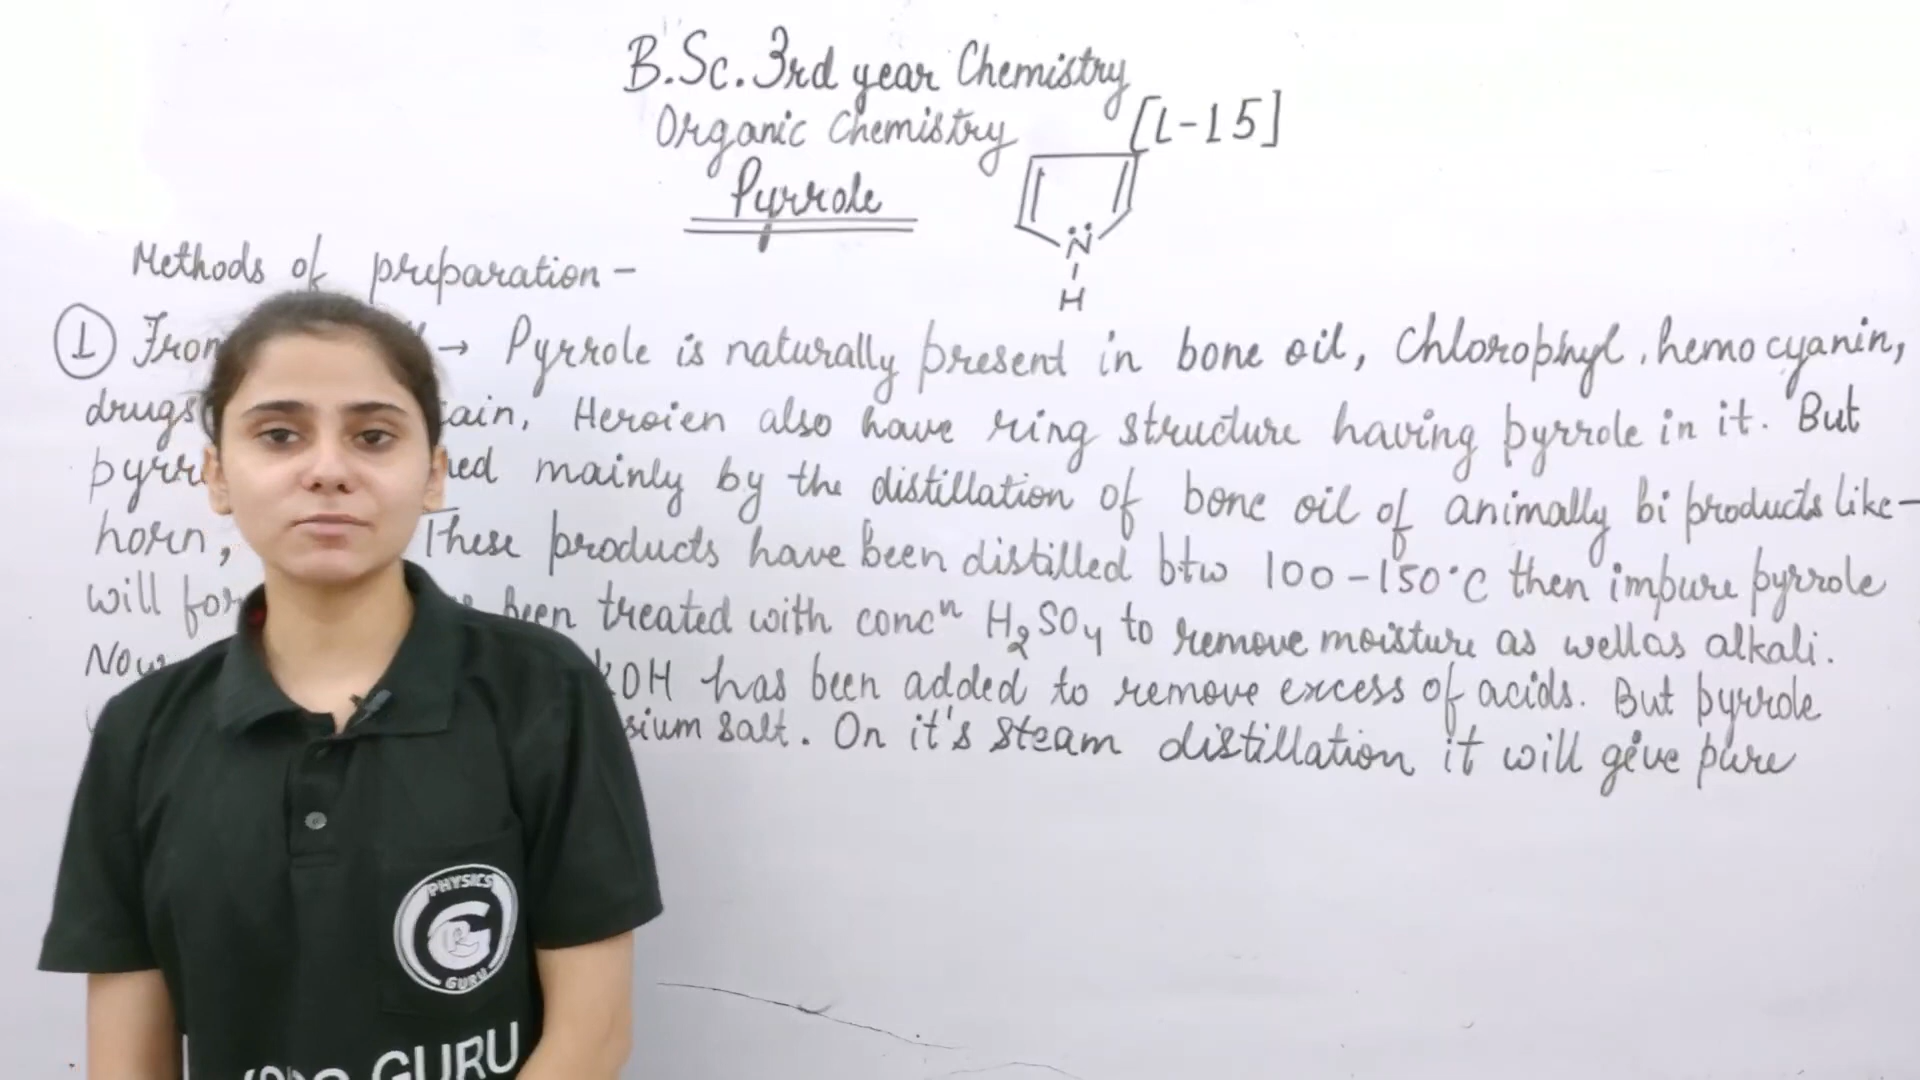 B.Sc. 3rd year Chemistry
Organic Chemistry [L-15]
Pyrrole
N
H
Methods of preparation -
① From → Pyrrole is naturally present in bone oil, Chlorophyl, hemocyanin,
drugs Heroien also have ring structure having pyrrole in it. But
mainly by the distillation of bone oil of animally bi products like-
horn, These products have been distilled btw 100-150°C then impure pyrrole
will been treated with concⁿ H₂SO₄ to remove moisture as wellas alkali.
Now KOH has been added to remove excess of acids. But pyrrole
salt. On it's steam distillation it will give pure
PHYSICS
GURU
GURU